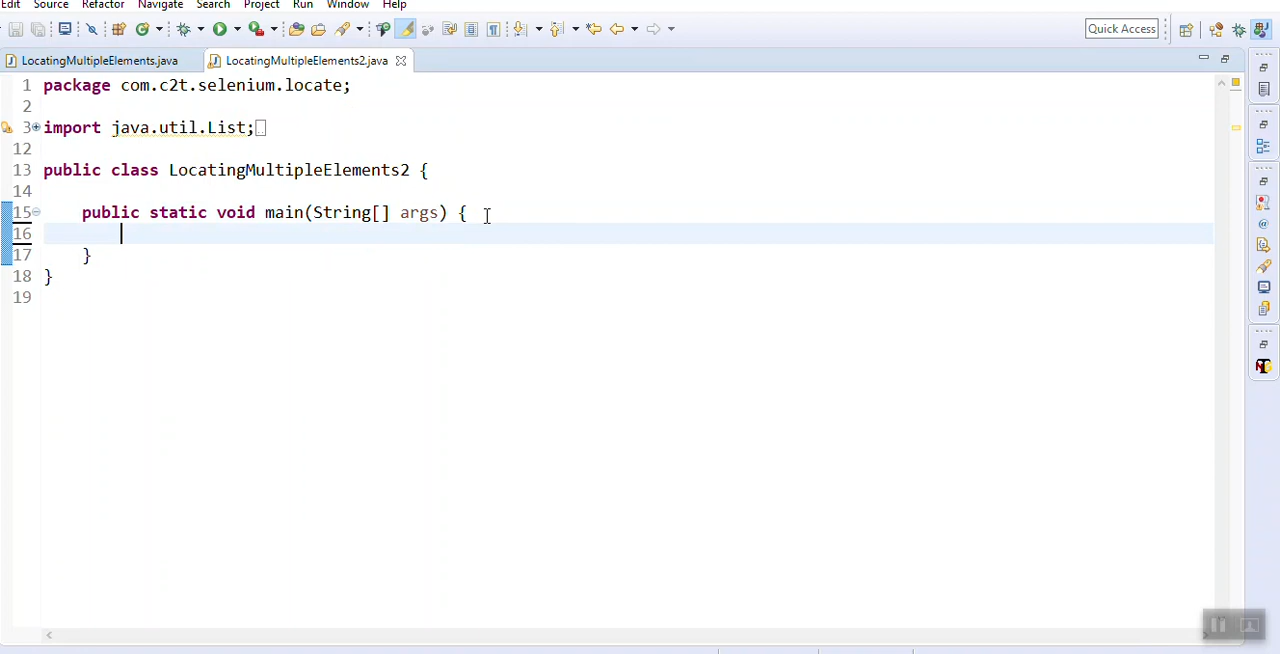 Edit Source Refactor Navigate Search Project Run Window Help
Quick Access
LocatingMultipleElements.java LocatingMultipleElements2.java
1 package com.c2t.selenium.locate;
2
3 import java.util.List;
12
13 public class LocatingMultipleElements2 {
14
15 public static void main(String[] args) {
16
17 }
18 }
19